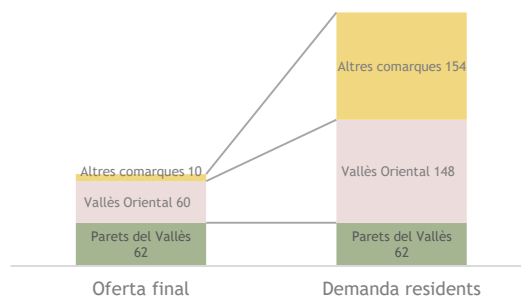 Altres comarques 154
Altres comarques 10
Vallès Oriental 148
Vallès Oriental 60
Parets del Vallès
62
Parets del Vallès
62
Oferta final
Demanda residents